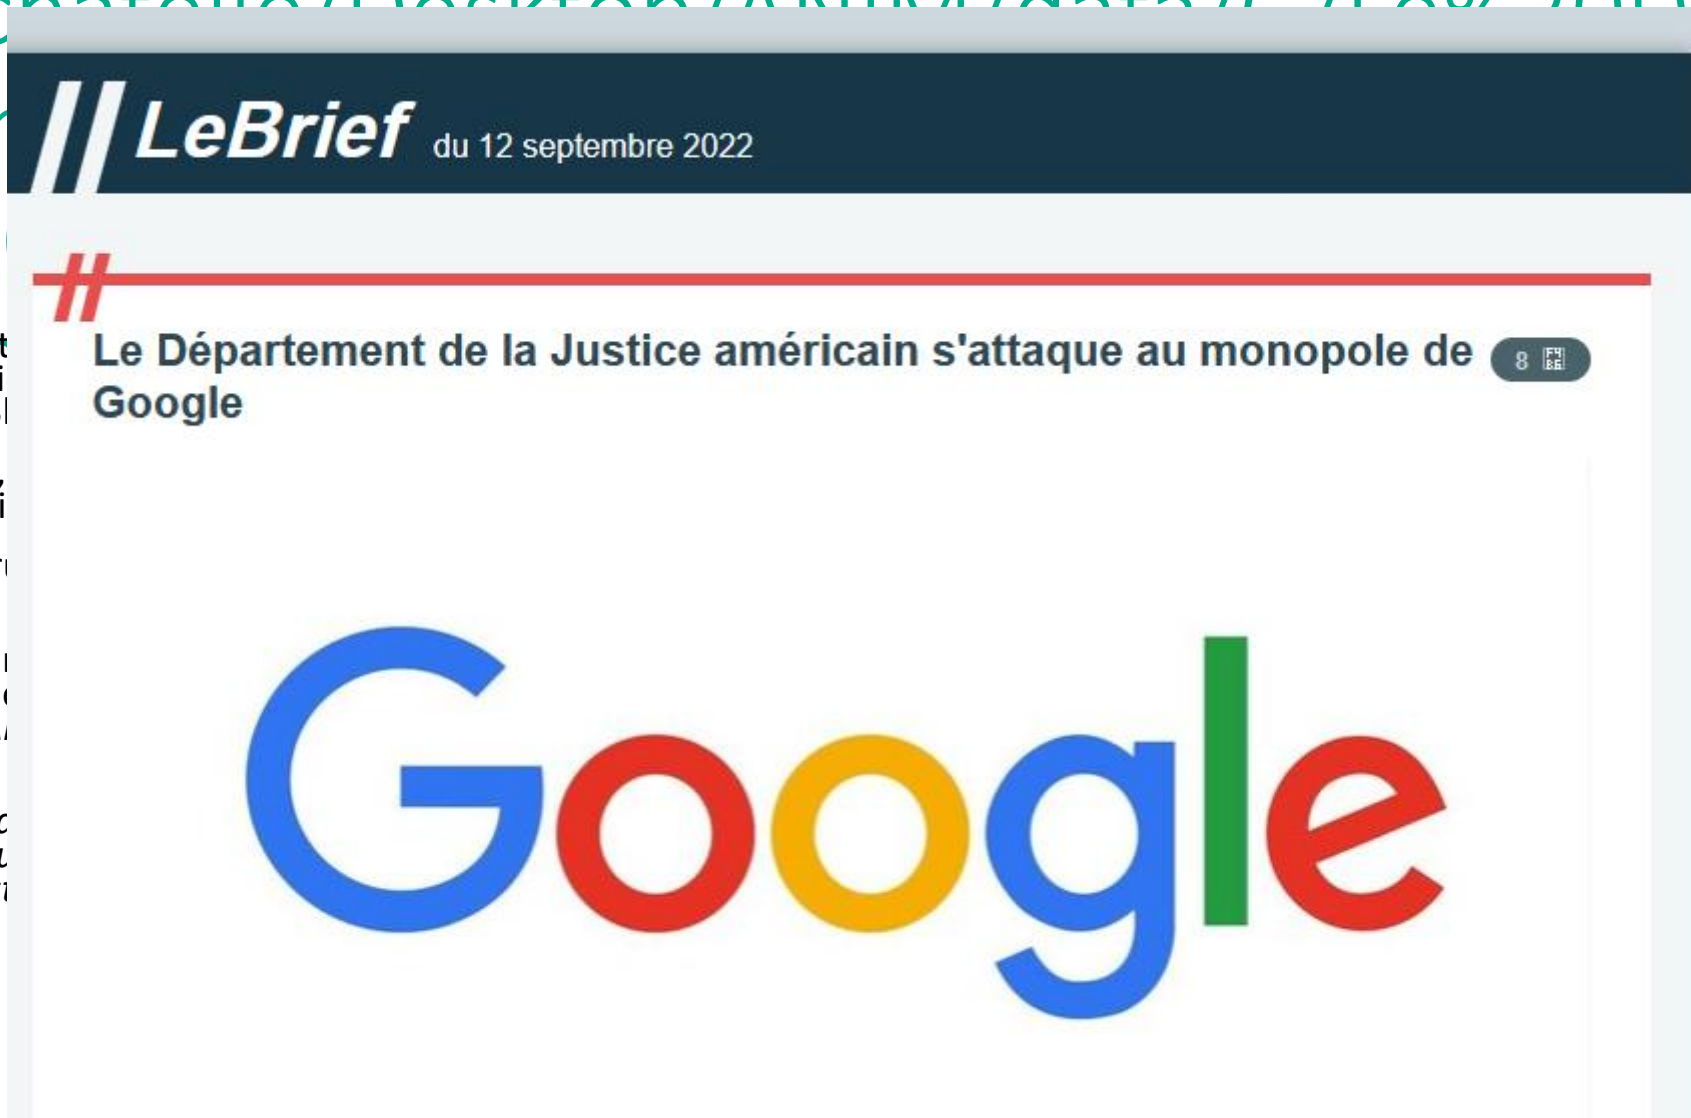 LeBrief du 12 septembre 2022
Le Département de la Justice américain s'attaque au monopole de
Google
8
Google